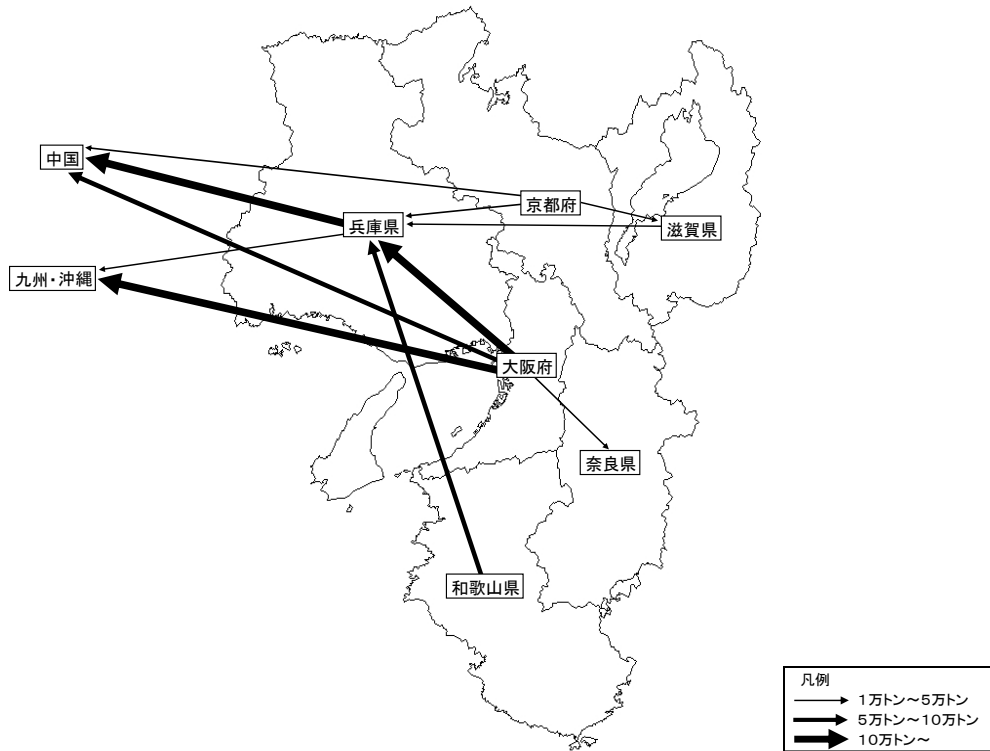 中国
京都府
兵庫県
滋賀県
九州・沖縄
大阪府
奈良県
和歌山県
凡例
1万トン～5万トン
5万トン～10万トン
10万トン～